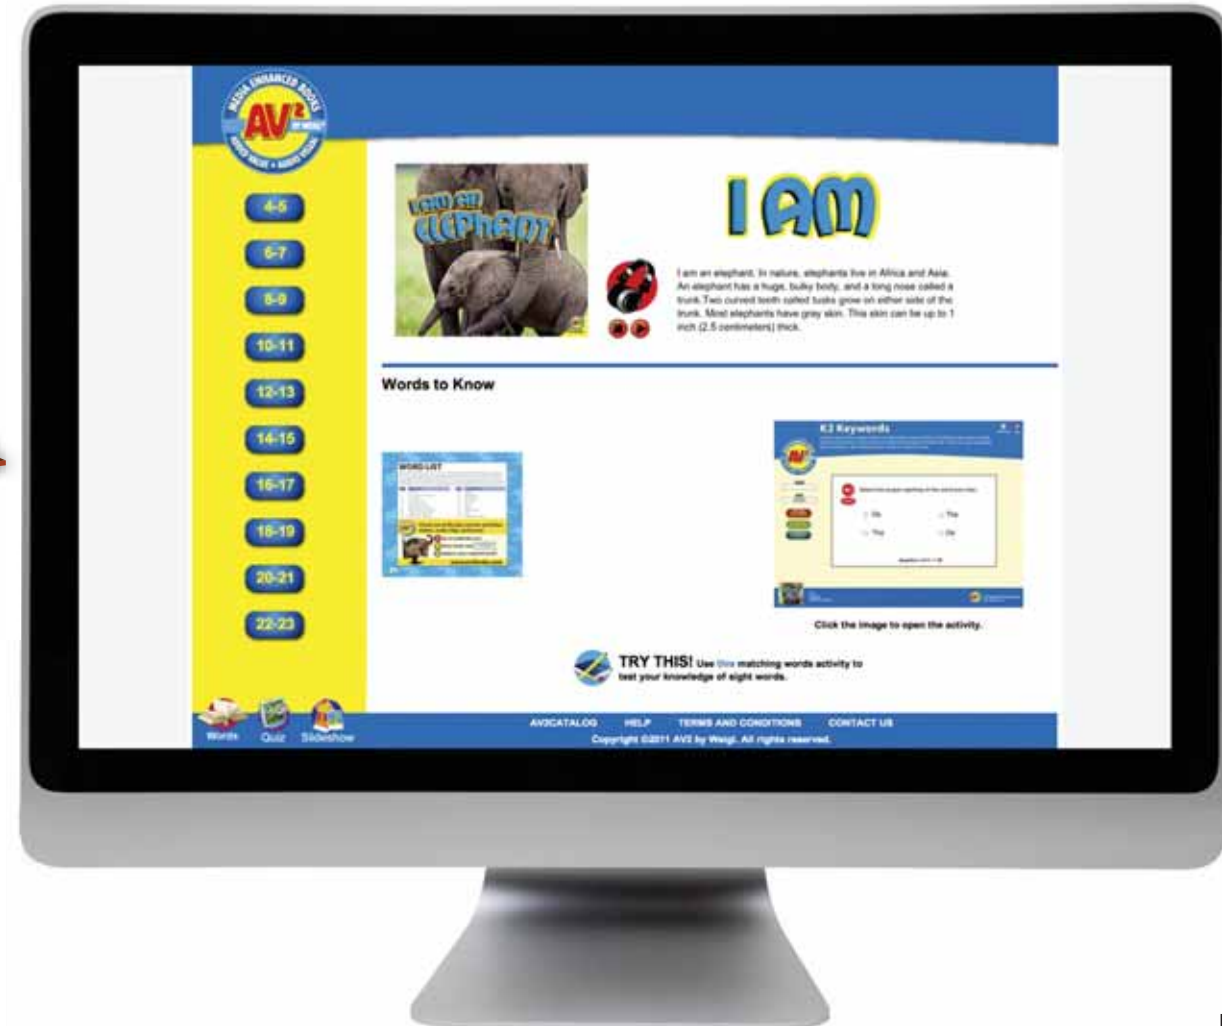 MEDIA ENHANCED BOOKS
AV²
BY WEIGL
ADDED VALUE • AUDIO VISUAL
4-5
6-7
8-9
10-11
12-13
14-15
16-17
18-19
20-21
22-23
Words
Quiz
Slideshow
I am an
ELEPhANT
I AM
I am an elephant. In nature, elephants live in Africa and Asia.
An elephant has a huge, bulky body, and a long nose called a
trunk. Two curved teeth called tusks grow on either side of the
trunk. Most elephants have gray skin. This skin can be up to 1
inch (2.5 centimeters) thick.
Words to Know
WORD LIST
K2 Keywords
AV²
Click the image to open the activity.
TRY THIS! Use this matching words activity to
test your knowledge of sight words.
AV2CATALOG HELP TERMS AND CONDITIONS CONTACT US
Copyright ©2011 AV2 by Weigl. All rights reserved.